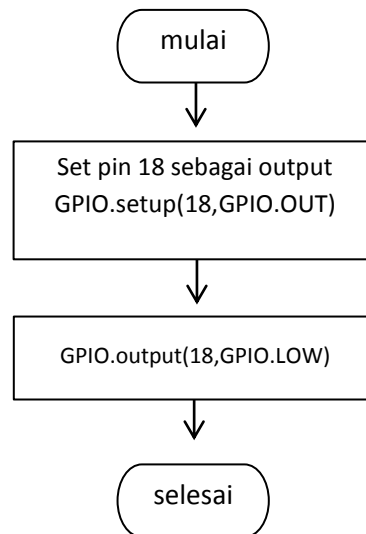 mulai
Set pin 18 sebagai output
GPIO.setup(18,GPIO.OUT)
GPIO.output(18,GPIO.LOW)
selesai